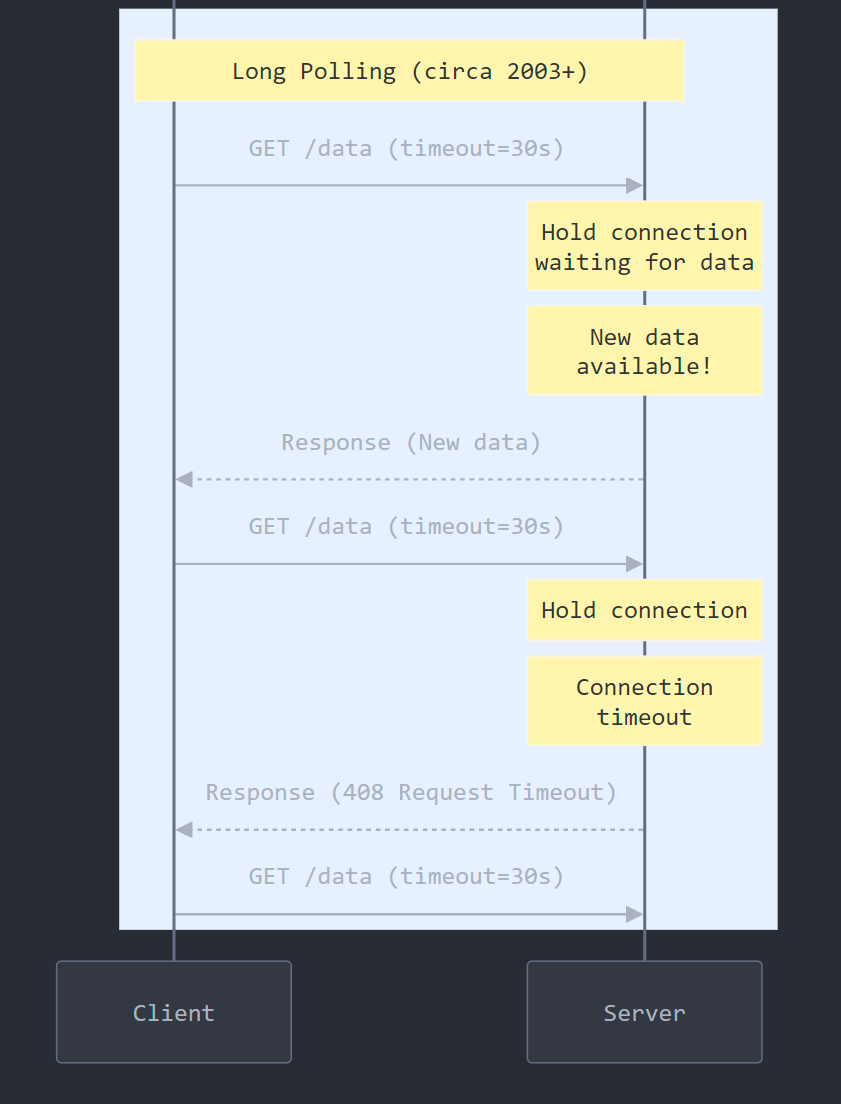 Long Polling (circa 2003+)
GET /data (timeout=30s)
Hold connection
waiting for data
New data
available!
Response (New data)
GET /data (timeout=30s)
Hold connection
Connection
timeout
Response (408 Request Timeout)
GET /data (timeout=30s)
Client
Server